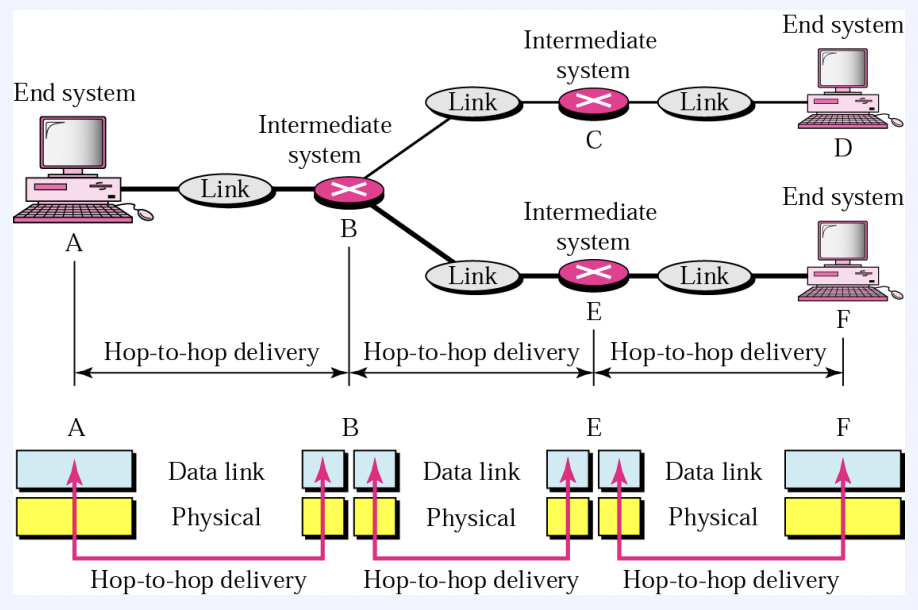 End system
Intermediate
system
End system
Link
Link
C
D
Intermediate
system
End system
Link
A
B
Intermediate
system
End system
Link
Link
E
F
Hop-to-hop delivery
Hop-to-hop delivery
Hop-to-hop delivery
A
B
E
F
Data link
Data link
Data link
Physical
Physical
Physical
Hop-to-hop delivery
Hop-to-hop delivery
Hop-to-hop delivery